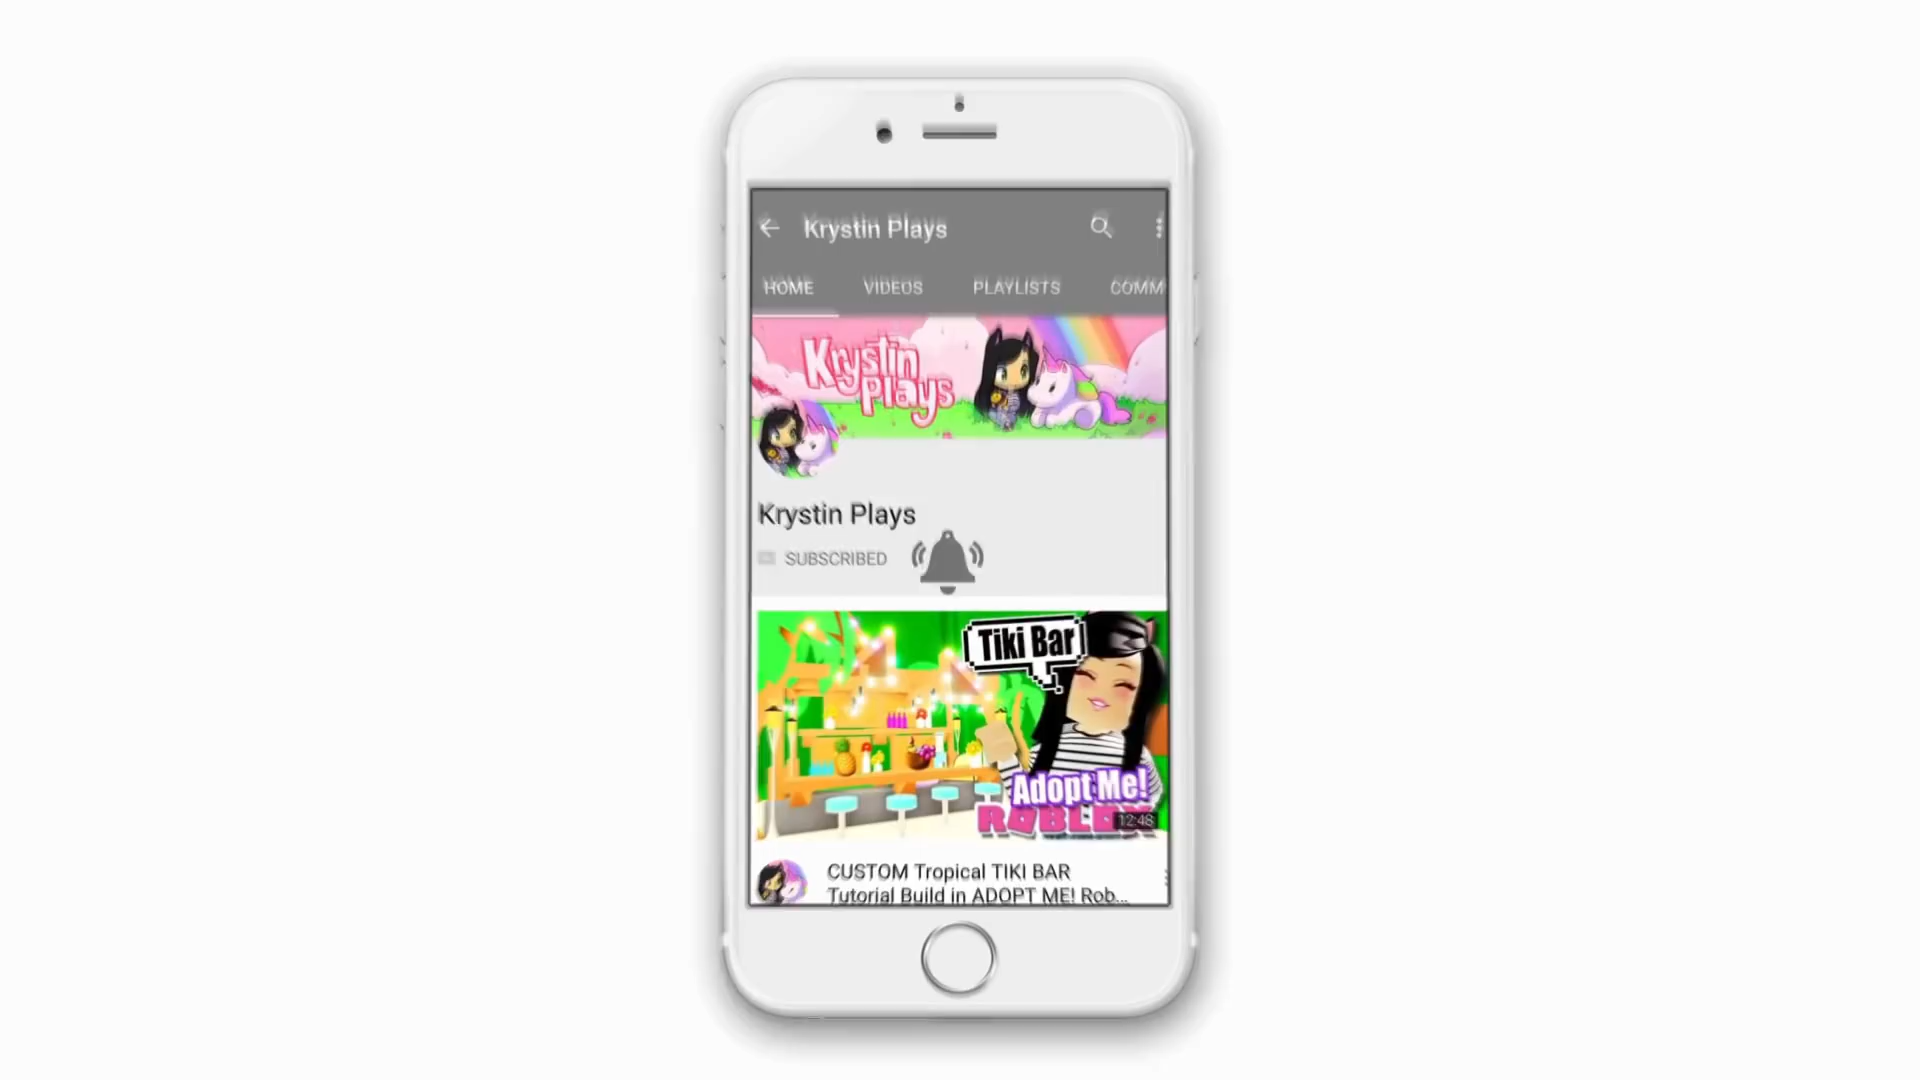 Krystin Plays
HOME VIDEOS PLAYLISTS COMM
Krystin
Plays
Krystin Plays
SUBSCRIBED
Tiki Bar
Adopt Me!
ROBLOX
12:48
CUSTOM Tropical TIKI BAR
Tutorial Build in ADOPT ME! Rob...